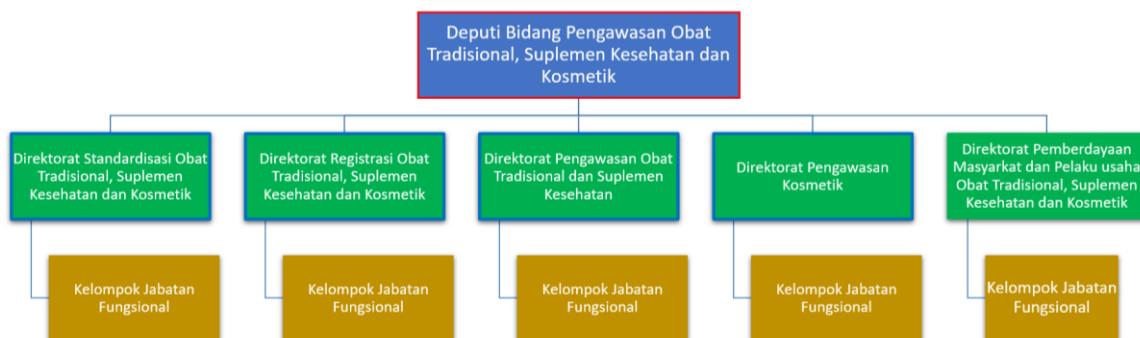 Deputi Bidang Pengawasan Obat
Tradisional, Suplemen Kesehatan dan
Kosmetik
Direktorat Standardisasi Obat
Tradisional, Suplemen
Kesehatan dan Kosmetik
Direktorat Registrasi Obat
Tradisional, Suplemen
Kesehatan dan Kosmetik
Direktorat Pengawasan Obat
Tradisional dan Suplemen
Kesehatan
Direktorat Pengawasan
Kosmetik
Direktorat Pemberdayaan
Masyarkat dan Pelaku usaha
Obat Tradisional, Suplemen
Kesehatan dan Kosmetik
Kelompok Jabatan
Fungsional
Kelompok Jabatan
Fungsional
Kelompok Jabatan
Fungsional
Kelompok Jabatan
Fungsional
Kelompok Jabatan
Fungsional